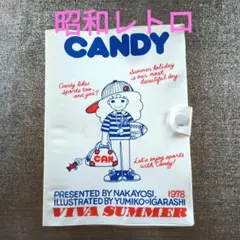 昭和レトロ
CANDY
Candy likes
sports too,
and you?
Summer holiday
is our most
beautiful day.
CAN
Let's enjoy sports
with Candy!
PRESENTED BY NAKAYOSI. 1978
ILLUSTRATED BY YUMIKO IGARASHI
VIVA SUMMER